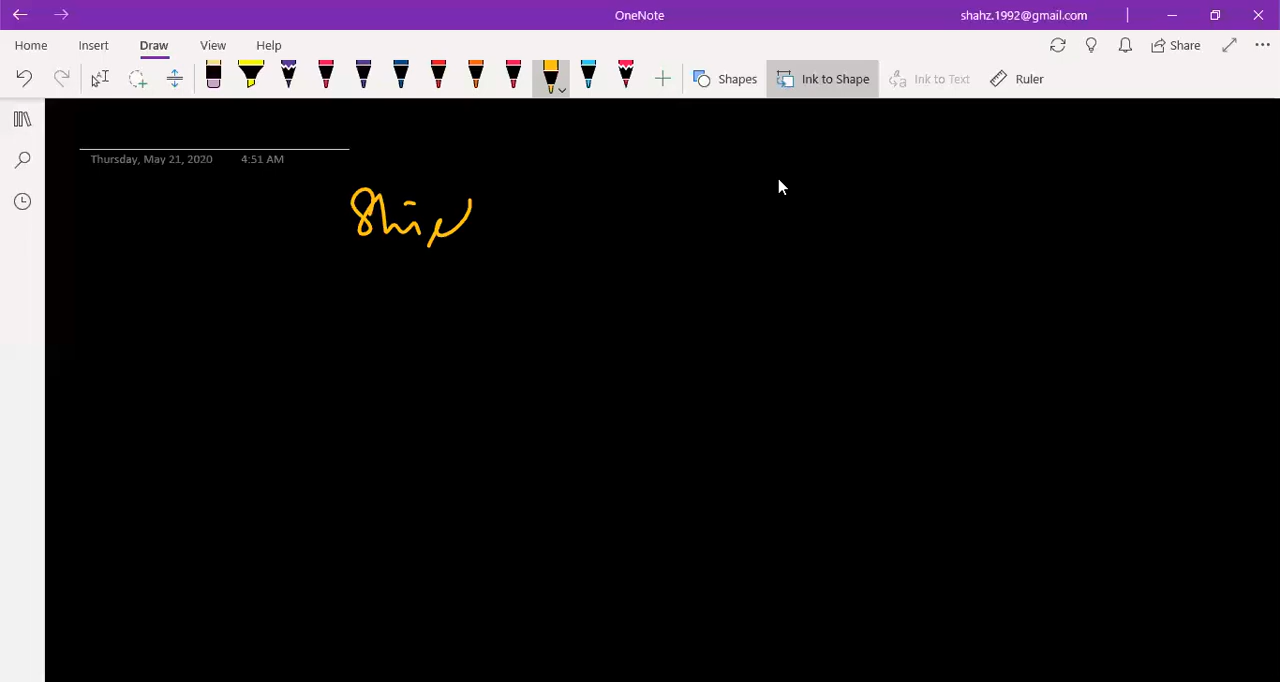 OneNote
shahz.1992@gmail.com
Home Insert Draw View Help
Share
Shapes Ink to Shape Ink to Text Ruler
Thursday, May 21, 2020 4:51 AM